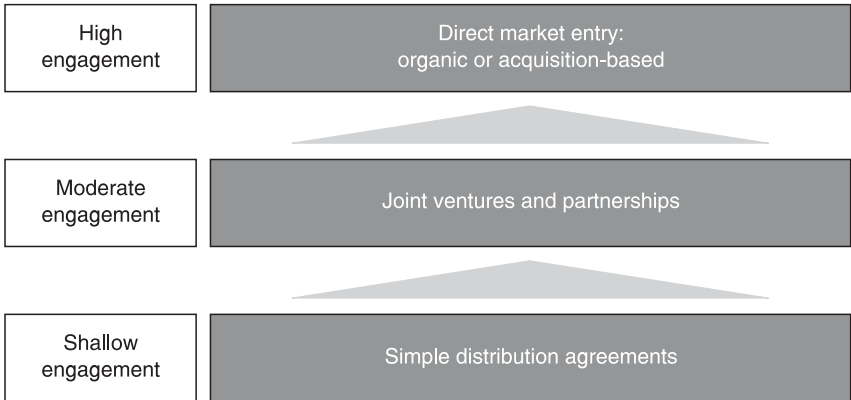 High
engagement
Direct market entry:
organic or acquisition-based
Moderate
engagement
Joint ventures and partnerships
Shallow
engagement
Simple distribution agreements